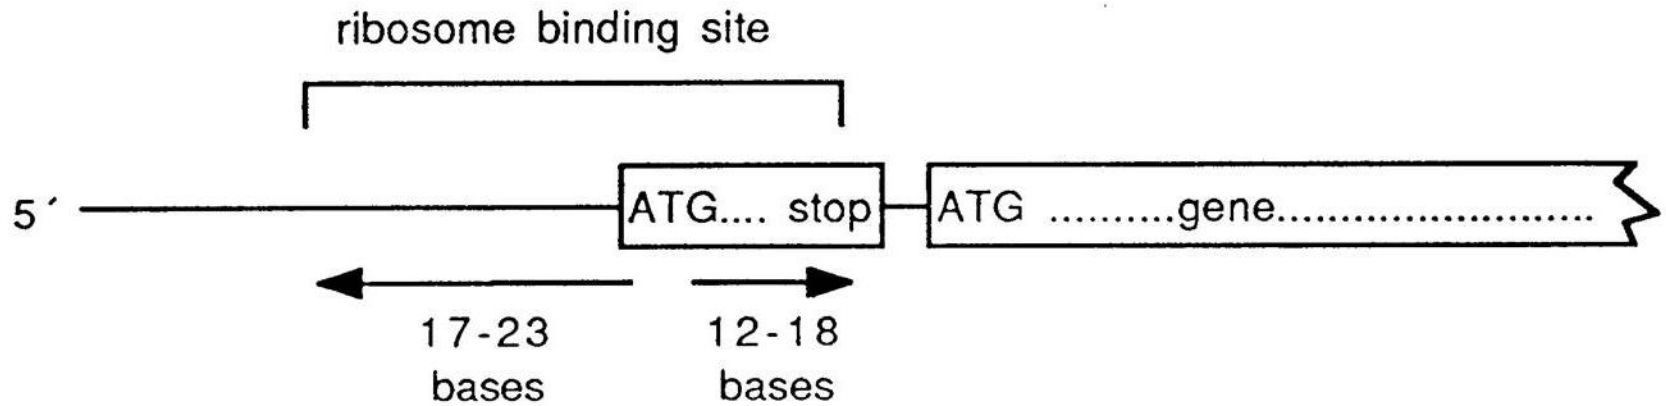 ribosome binding site
5´ ATG.... stop ATG ..........gene...........................
17-23 12-18
bases bases